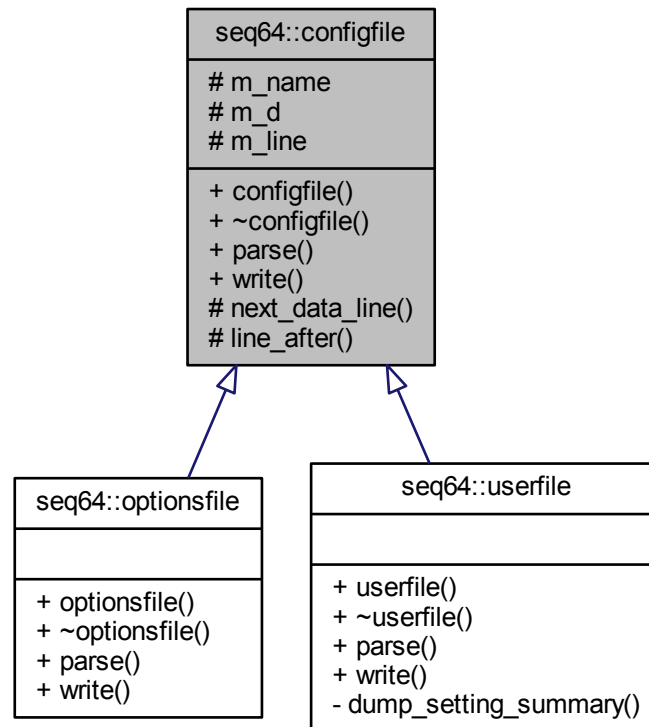 seq64::configfile
# m_name
# m_d
# m_line
+ configfile()
+ ~configfile()
+ parse()
+ write()
# next_data_line()
# line_after()
seq64::optionsfile
+ optionsfile()
+ ~optionsfile()
+ parse()
+ write()
seq64::userfile
+ userfile()
+ ~userfile()
+ parse()
+ write()
- dump_setting_summary()